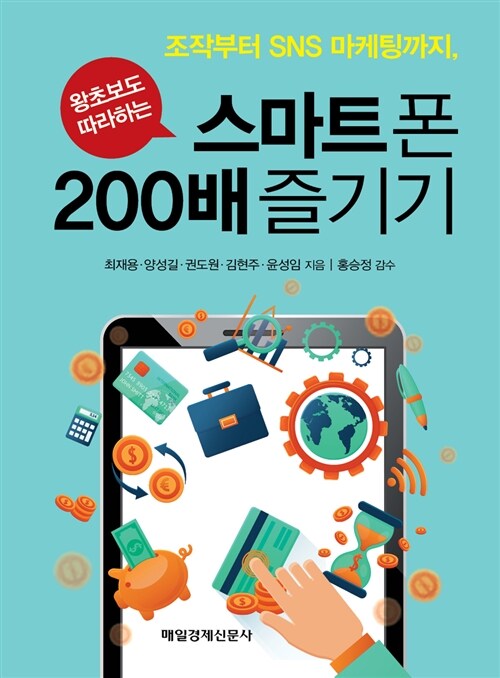 조작부터 SNS 마케팅까지,
왕초보도
따라하는
스마트폰
200배 즐기기
최재용·양성길·권도원·김현주·윤성임 지음 | 홍승정 감수
매일경제신문사